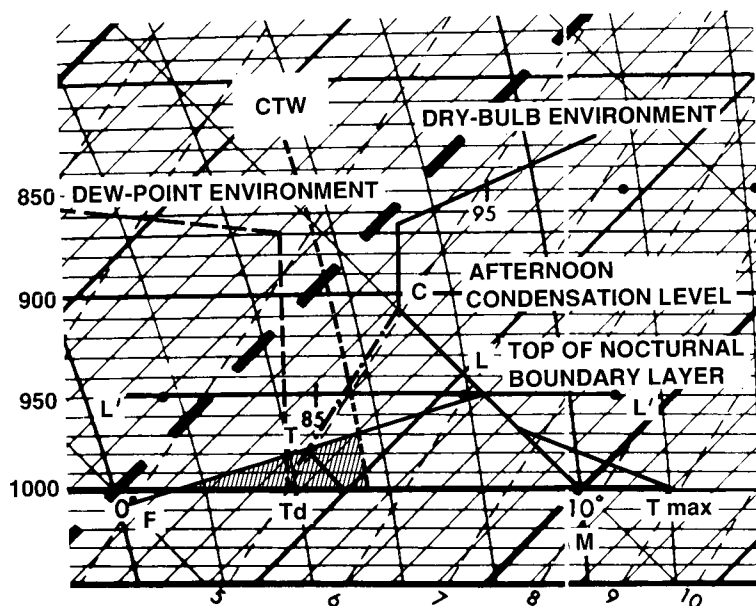 CTW
DRY-BULB ENVIRONMENT
850
DEW-POINT ENVIRONMENT
95
900
C
AFTERNOON
CONDENSATION LEVEL
L
TOP OF NOCTURNAL
BOUNDARY LAYER
950
L'
85
L'
T
1000
0°
F
Td
10°
T max
M
5
6
7
8
9
10